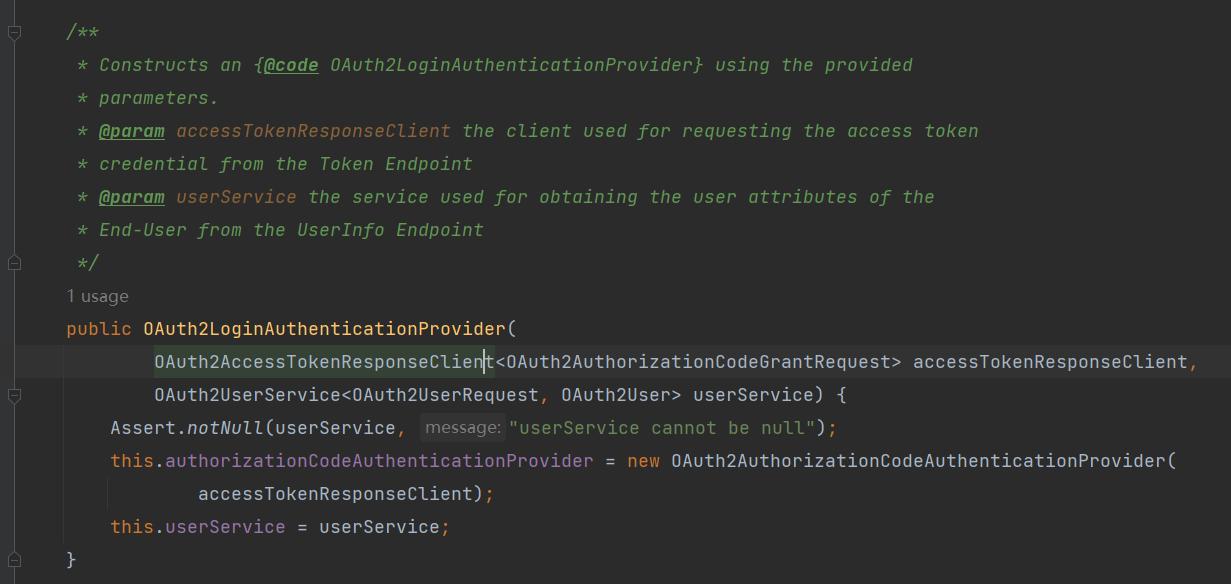 /**
* Constructs an {@code OAuth2LoginAuthenticationProvider} using the provided
* parameters.
* @param accessTokenResponseClient the client used for requesting the access token
* credential from the Token Endpoint
* @param userService the service used for obtaining the user attributes of the
* End-User from the UserInfo Endpoint
*/
1 usage
public OAuth2LoginAuthenticationProvider(
OAuth2AccessTokenResponseClient<OAuth2AuthorizationCodeGrantRequest> accessTokenResponseClient,
OAuth2UserService<OAuth2UserRequest, OAuth2User> userService) {
Assert.notNull(userService, message: "userService cannot be null");
this.authorizationCodeAuthenticationProvider = new OAuth2AuthorizationCodeAuthenticationProvider(
accessTokenResponseClient);
this.userService = userService;
}